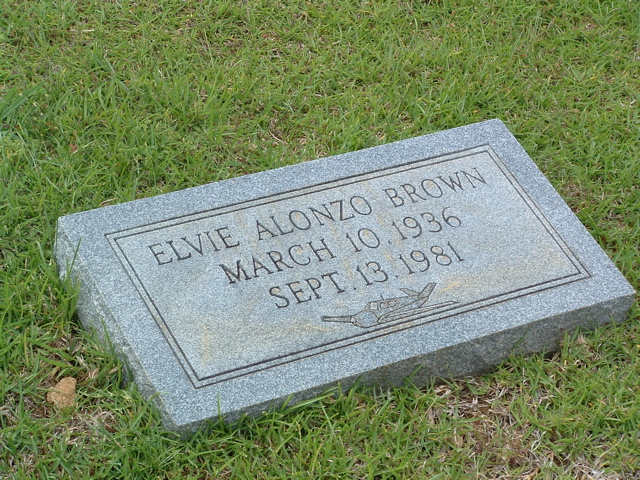 ELVIE ALONZO BROWN
MARCH 10, 1936
SEPT. 13, 1981